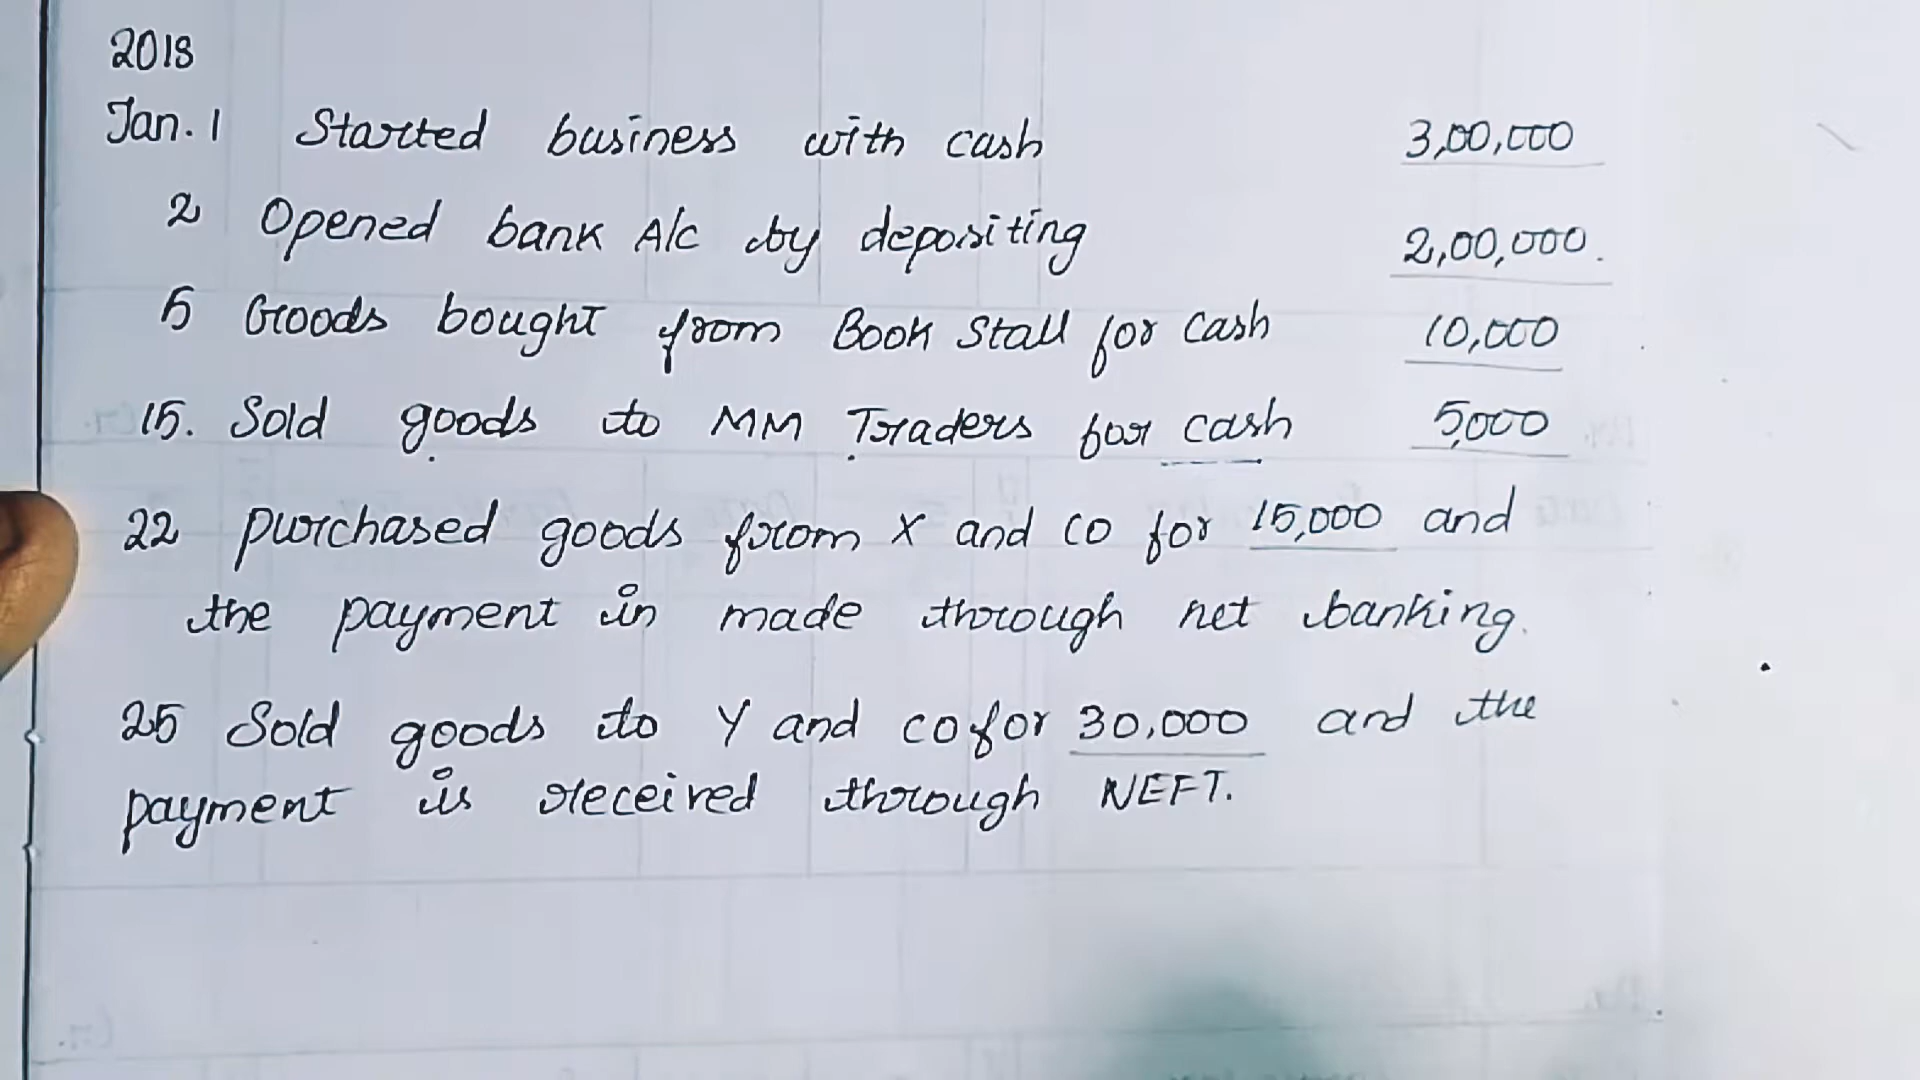 2018
Jan. 1 Started business with cash 3,00,000
2 Opened bank A/c by depositing 2,00,000.
5 Goods bought from Book Stall for cash 10,000
15. Sold goods to MM Traders for cash 5,000
22 purchased goods from X and co for 15,000 and
the payment in made through net banking.
25 Sold goods to Y and co for 30,000 and the
payment is received through NEFT.